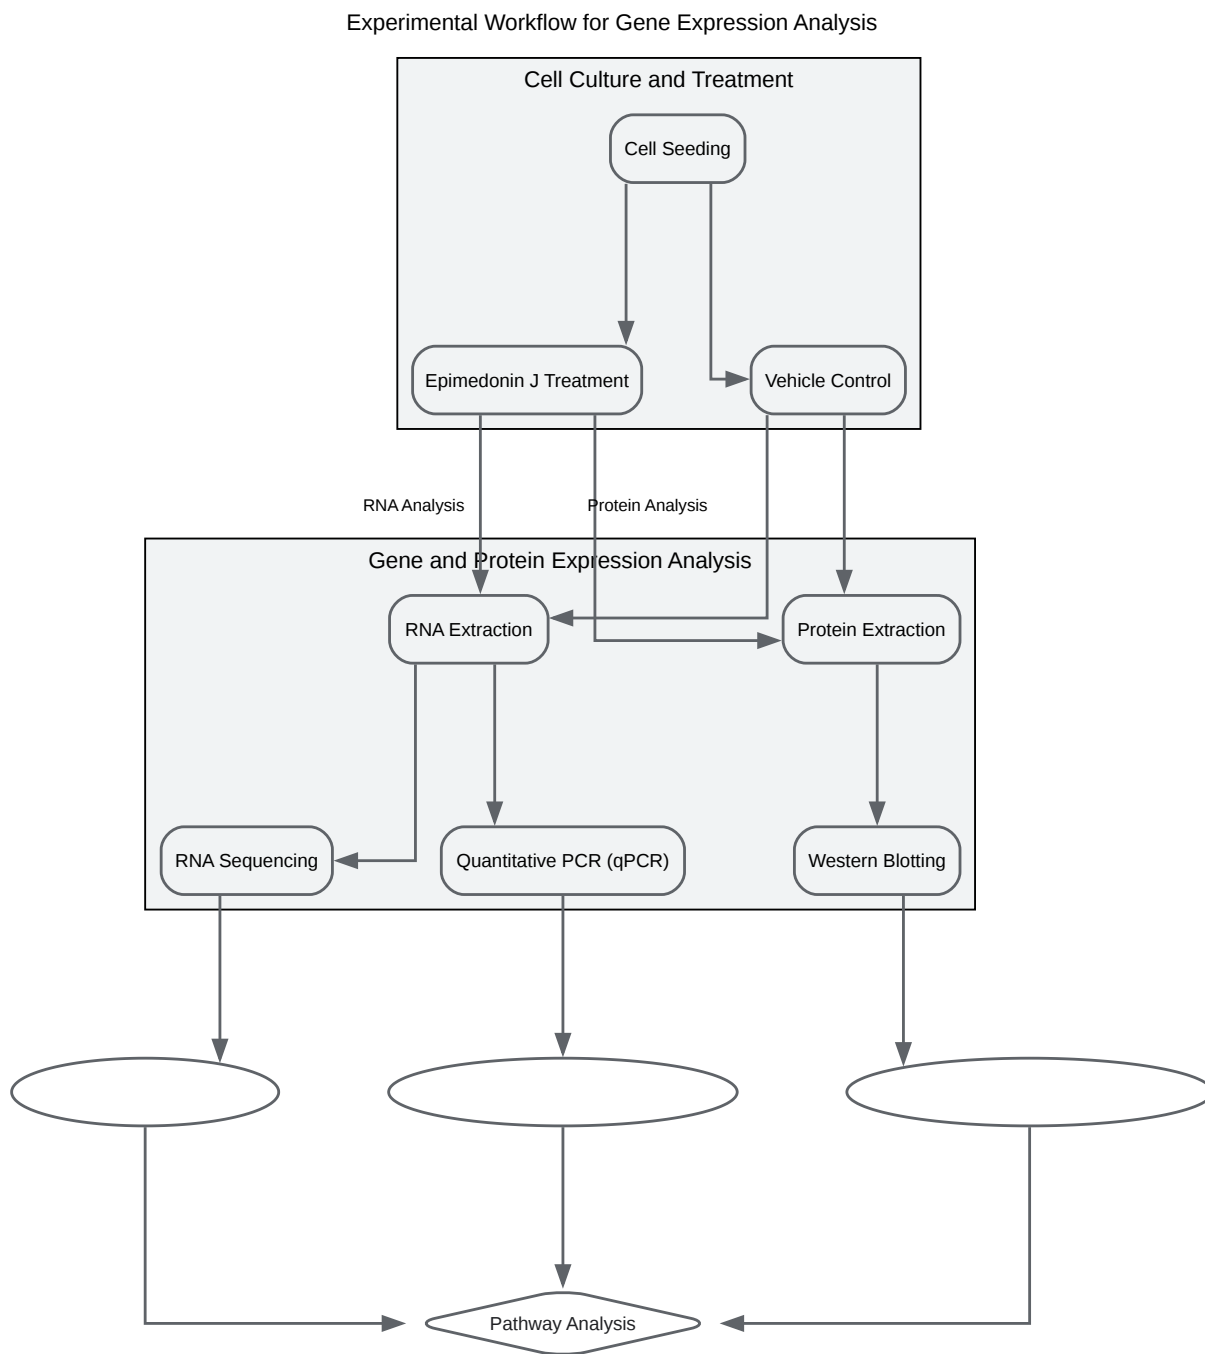 Experimental Workflow for Gene Expression Analysis
Cell Culture and Treatment
Cell Seeding
Epimedonin J Treatment
Vehicle Control
RNA Analysis
Protein Analysis
Gene and Protein Expression Analysis
RNA Extraction
Protein Extraction
RNA Sequencing
Quantitative PCR (qPCR)
Western Blotting
Pathway Analysis